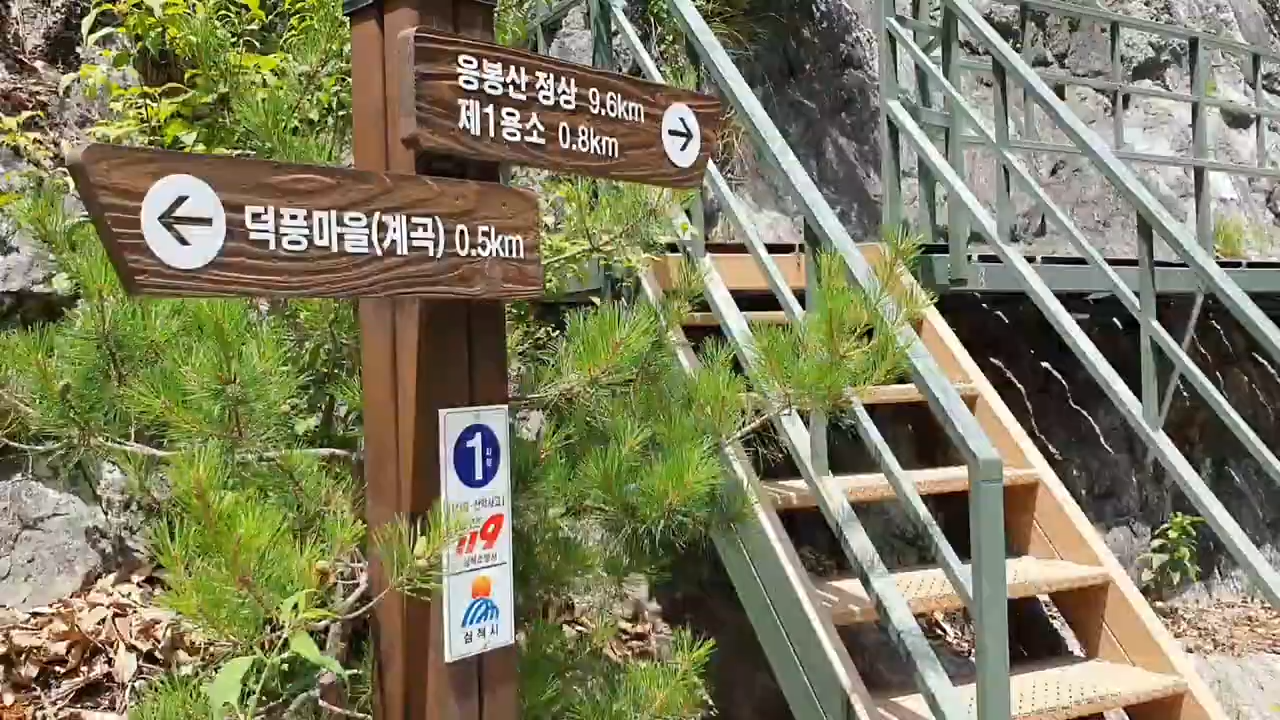 응봉산 정상 9.6km
제1용소 0.8km
덕풍마을(계곡) 0.5km
1
119
삼척시